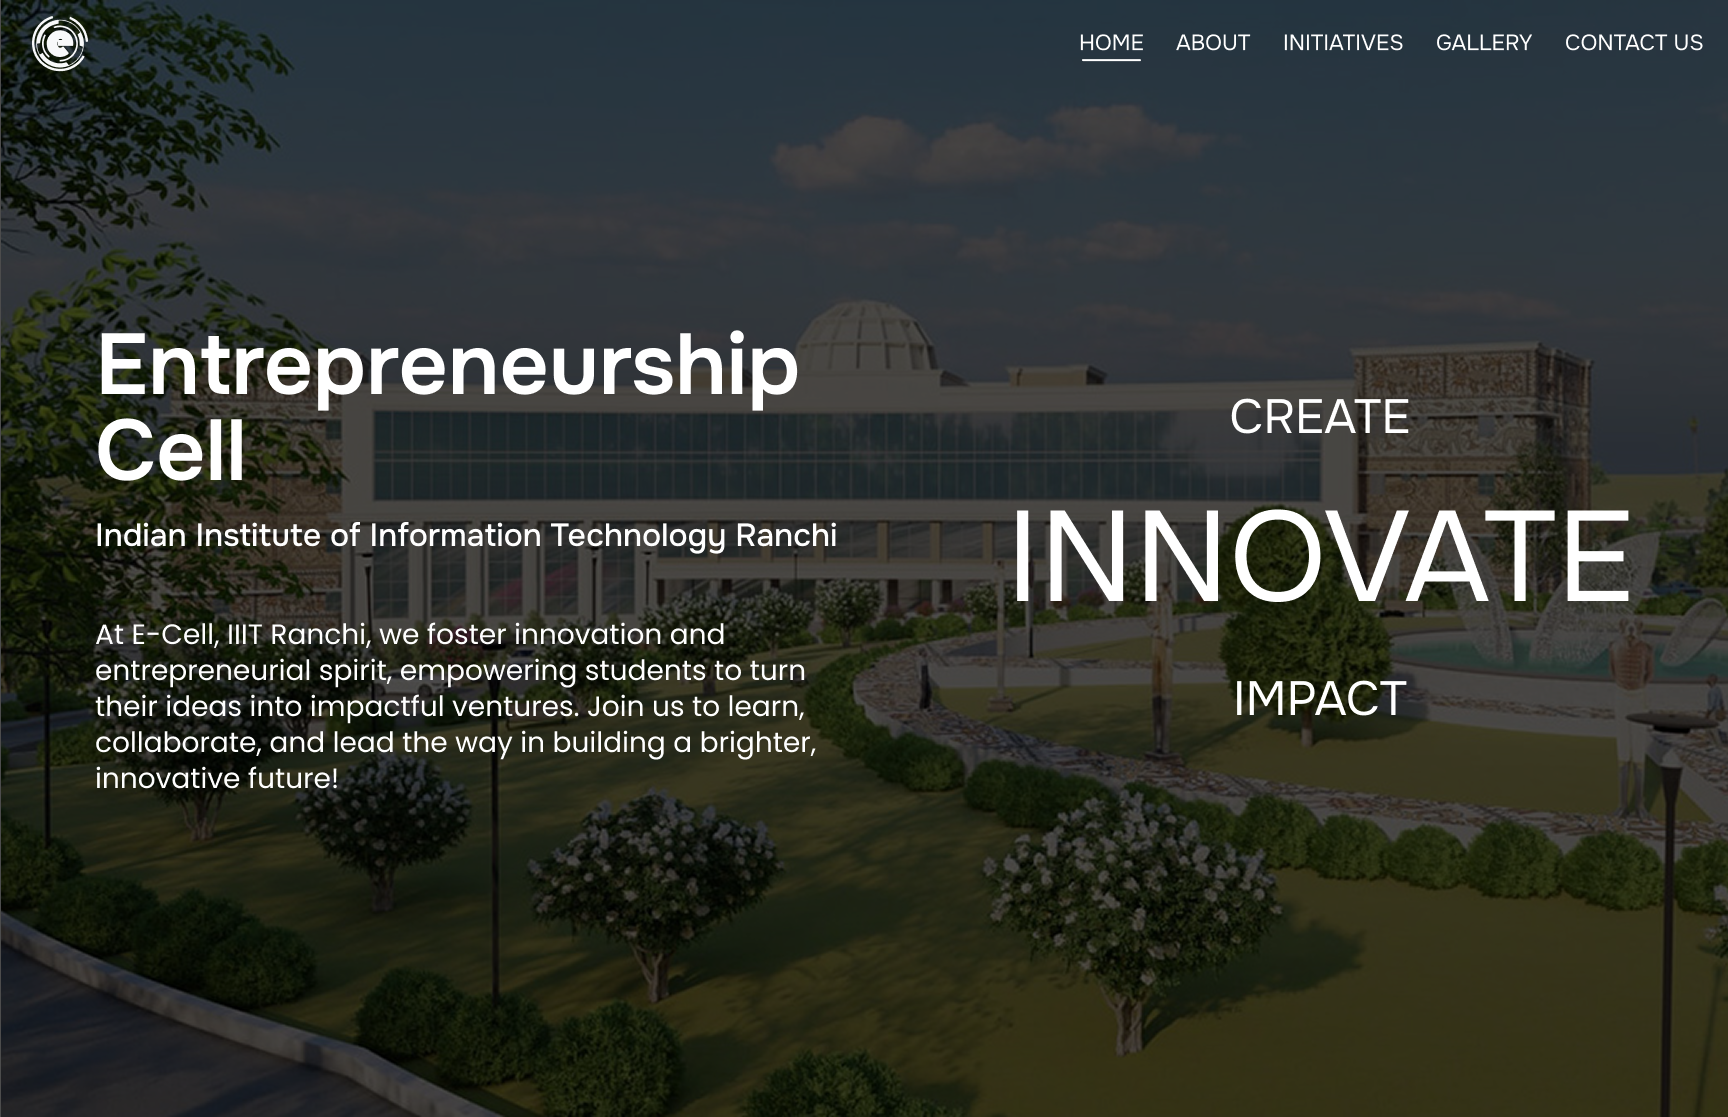 e
HOME ABOUT INITIATIVES GALLERY CONTACT US
Entrepreneurship
Cell
Indian Institute of Information Technology Ranchi
At E-Cell, IIIT Ranchi, we foster innovation and
entrepreneurial spirit, empowering students to turn
their ideas into impactful ventures. Join us to learn,
collaborate, and lead the way in building a brighter,
innovative future!
CREATE
INNOVATE
IMPACT